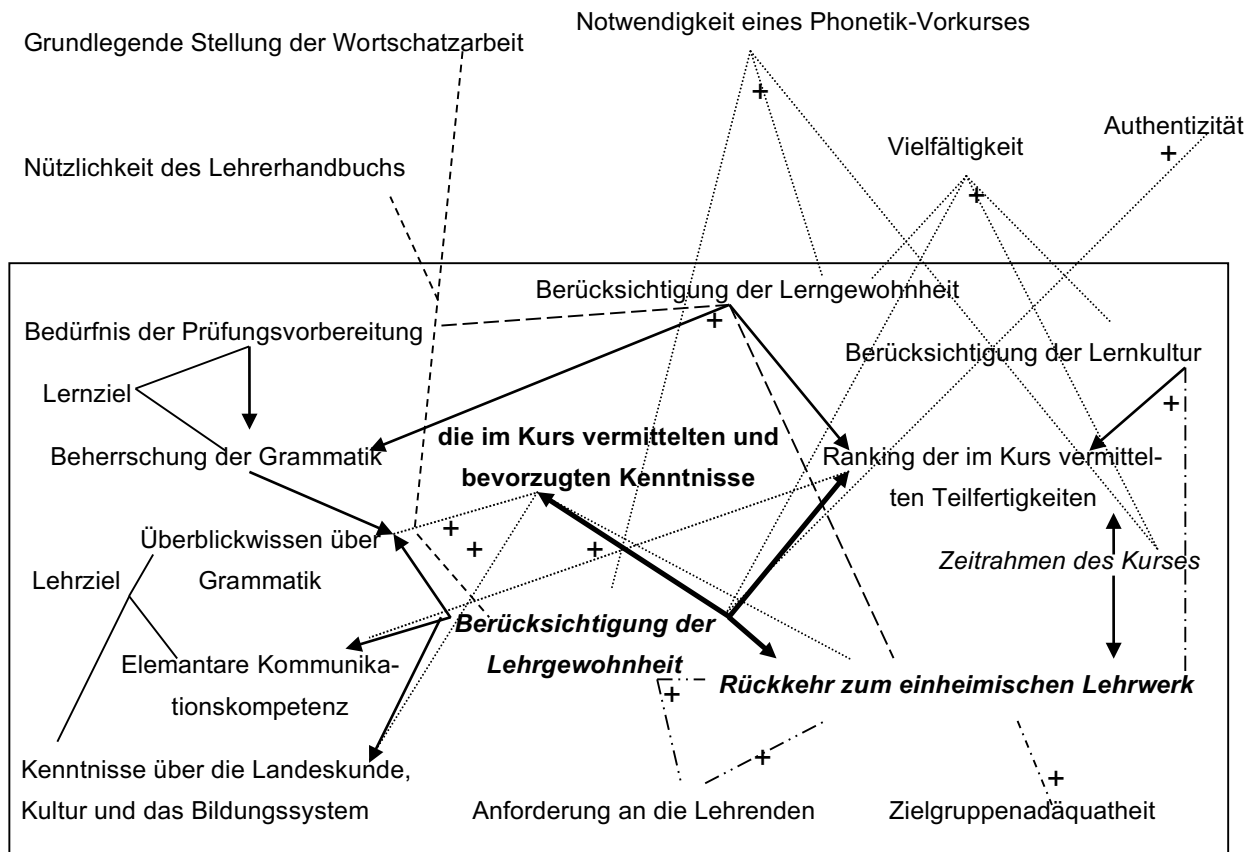 Notwendigkeit eines Phonetik-Vorkurses
Grundlegende Stellung der Wortschatzarbeit
+
Authentizität
+
Vielfältigkeit
+
Nützlichkeit des Lehrerhandbuchs
Berücksichtigung der Lerngewohnheit
+
Bedürfnis der Prüfungsvorbereitung
Berücksichtigung der Lernkultur
+
Lernziel
die im Kurs vermittelten und
bevorzugten Kenntnisse
Beherrschung der Grammatik
Ranking der im Kurs vermittel-
ten Teilfertigkeiten
+
+
+
Überblickwissen über
Grammatik
Lehrziel
Zeitrahmen des Kurses
Berücksichtigung der
Lehrgewohnheit
Elemantare Kommunika-
tionskompetenz
+
Rückkehr zum einheimischen Lehrwerk
+
+
Kenntnisse über die Landeskunde,
Kultur und das Bildungssystem
Anforderung an die Lehrenden
Zielgruppenadäquatheit